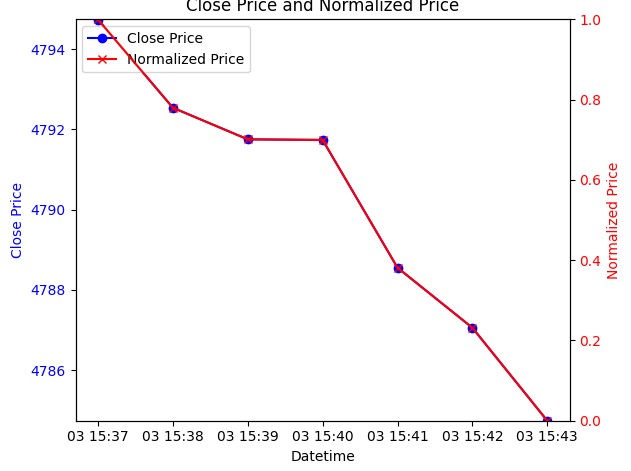 Close Price and Normalized Price
Close Price
Normalized Price
4794
4792
4790
4788
4786
Close Price
1.0
0.8
0.6
0.4
0.2
0.0
Normalized Price
03 15:37 03 15:38 03 15:39 03 15:40 03 15:41 03 15:42 03 15:43
Datetime